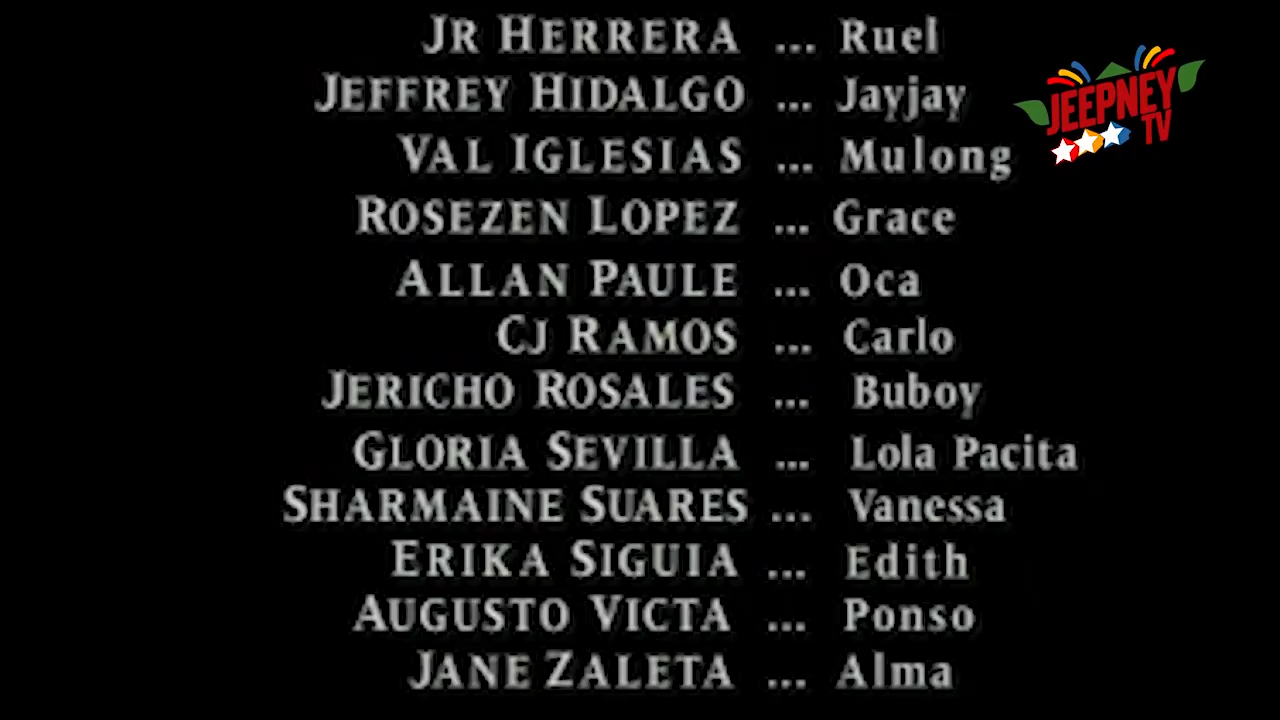 JR HERRERA ... Ruel
JEFFREY HIDALGO ... Jayjay
VAL IGLESIAS ... Mulong
ROSEZEN LOPEZ ... Grace
ALLAN PAULE ... Oca
CJ RAMOS ... Carlo
JERICHO ROSALES ... Buboy
GLORIA SEVILLA ... Lola Pacita
SHARMAINE SUARES ... Vanessa
ERIKA SIGUIA ... Edith
AUGUSTO VICTA ... Ponso
JANE ZALETA ... Alma
JEEPNEY
TV